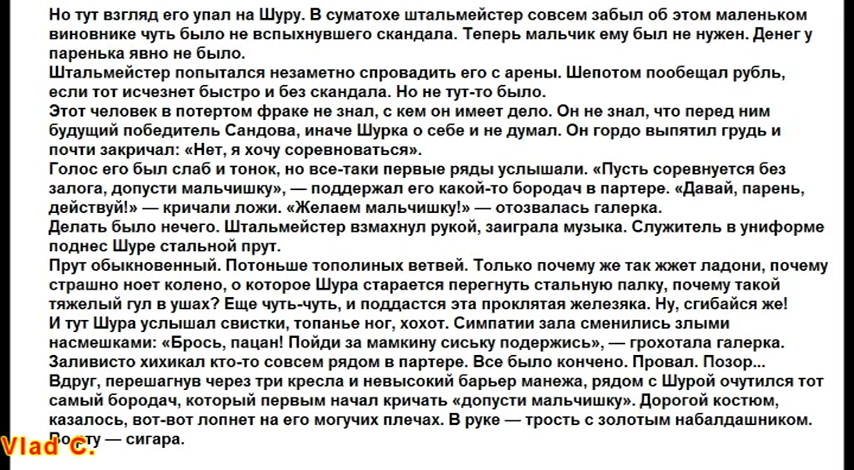 Но тут взгляд его упал на Шуру. В суматохе штальмейстер совсем забыл об этом маленьком
виновнике чуть было не вспыхнувшего скандала. Теперь мальчик ему был не нужен. Денег у
паренька явно не было.
Штальмейстер попытался незаметно спровадить его с арены. Шепотом пообещал рубль,
если тот исчезнет быстро и без скандала. Но не тут-то было.
Этот человек в потертом фраке не знал, с кем он имеет дело. Он не знал, что перед ним
будущий победитель Сандова, иначе Шурка о себе и не думал. Он гордо выпятил грудь и
почти закричал: «Нет, я хочу соревноваться».
Голос его был слаб и тонок, но все-таки первые ряды услышали. «Пусть соревнуется без
залога, допусти мальчишку», — поддержал его какой-то бородач в партере. «Давай, парень,
действуй!» — кричали ложи. «Желаем мальчишку!» — отозвалась галерка.
Делать было нечего. Штальмейстер взмахнул рукой, заиграла музыка. Служитель в униформе
поднес Шуре стальной прут.
Прут обыкновенный. Потоньше тополиных ветвей. Только почему же так жжет ладони, почему
страшно ноет колено, о которое Шура старается перегнуть стальную палку, почему такой
тяжелый гул в ушах? Еще чуть-чуть, и поддастся эта проклятая железяка. Ну, сгибайся же!
И тут Шура услышал свистки, топанье ног, хохот. Симпатии зала сменились злыми
насмешками: «Брось, пацан! Пойди за мамкину сиську подержись», — грохотала галерка.
Заливисто хихикал кто-то совсем рядом в партере. Все было кончено. Провал. Позор...
Вдруг, перешагнув через три кресла и невысокий барьер манежа, рядом с Шурой очутился тот
самый бородач, который первым начал кричать «допусти мальчишку». Дорогой костюм,
казалось, вот-вот лопнет на его могучих плечах. В руке — трость с золотым набалдашником.
Во рту — сигара.
Vlad C.